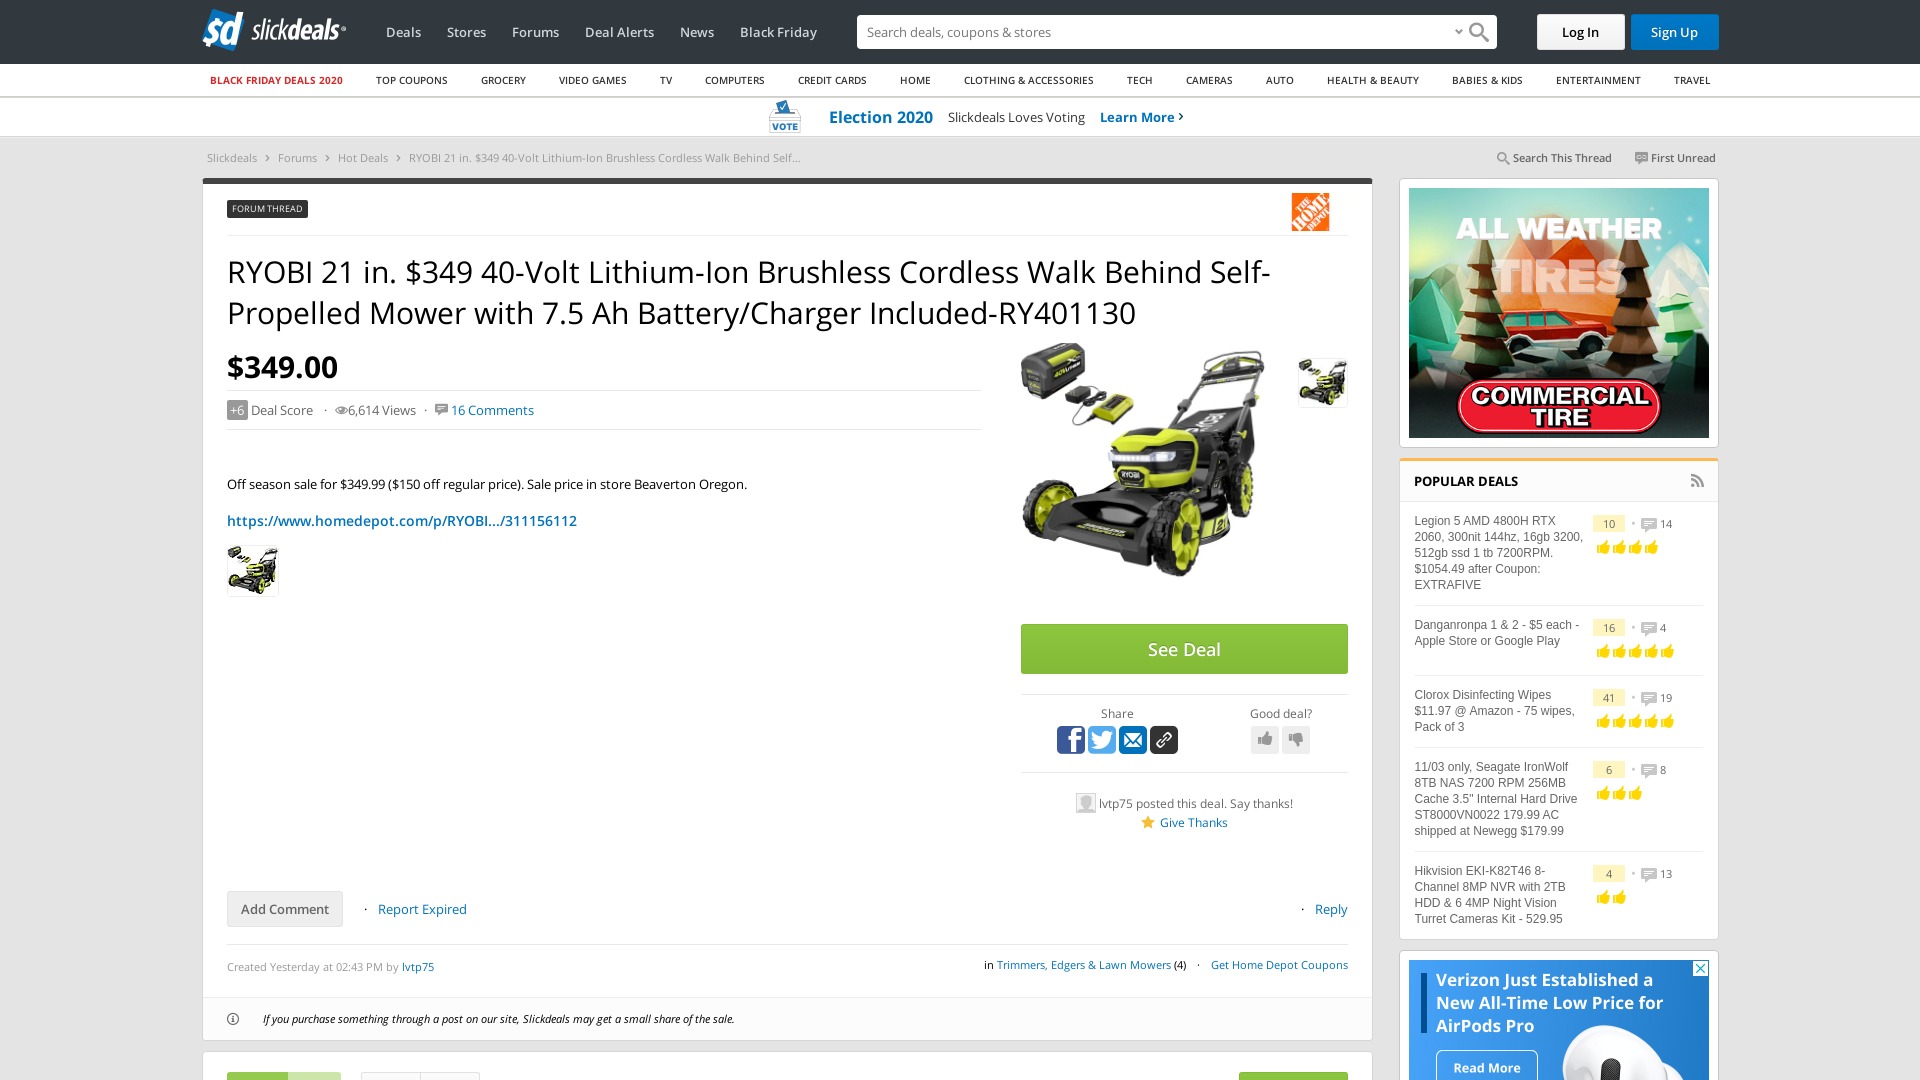 sd slickdeals
Deals Stores Forums Deal Alerts News Black Friday
Search deals, coupons & stores
Log In
Sign Up
BLACK FRIDAY DEALS 2020 TOP COUPONS GROCERY VIDEO GAMES TV COMPUTERS CREDIT CARDS HOME CLOTHING & ACCESSORIES TECH CAMERAS AUTO HEALTH & BEAUTY BABIES & KIDS ENTERTAINMENT TRAVEL
VOTE
Election 2020 Slickdeals Loves Voting Learn More
Slickdeals › Forums › Hot Deals › RYOBI 21 in. $349 40-Volt Lithium-Ion Brushless Cordless Walk Behind Self...
Search This Thread First Unread
FORUM THREAD
THE HOME DEPOT
RYOBI 21 in. $349 40-Volt Lithium-Ion Brushless Cordless Walk Behind Self-
Propelled Mower with 7.5 Ah Battery/Charger Included-RY401130
$349.00
+6 Deal Score · 6,614 Views · 16 Comments
Off season sale for $349.99 ($150 off regular price). Sale price in store Beaverton Oregon.
https://www.homedepot.com/p/RYOBI.../311156112
See Deal
Share
Good deal?
lvtp75 posted this deal. Say thanks!
Give Thanks
Add Comment · Report Expired
· Reply
Created Yesterday at 02:43 PM by lvtp75
in Trimmers, Edgers & Lawn Mowers (4) · Get Home Depot Coupons
If you purchase something through a post on our site, Slickdeals may get a small share of the sale.
ALL WEATHER
TIRES
COMMERCIAL
TIRE
POPULAR DEALS
Legion 5 AMD 4800H RTX
2060, 300nit 144hz, 16gb 3200,
512gb ssd 1 tb 7200RPM.
$1054.49 after Coupon:
EXTRAFIVE
10 · 14
Danganronpa 1 & 2 - $5 each -
Apple Store or Google Play
16 · 4
Clorox Disinfecting Wipes
$11.97 @ Amazon - 75 wipes,
Pack of 3
41 · 19
11/03 only, Seagate IronWolf
8TB NAS 7200 RPM 256MB
Cache 3.5" Internal Hard Drive
ST8000VN0022 179.99 AC
shipped at Newegg $179.99
6 · 8
Hikvision EKI-K82T46 8-
Channel 8MP NVR with 2TB
HDD & 6 4MP Night Vision
Turret Cameras Kit - 529.95
4 · 13
Verizon Just Established a
New All-Time Low Price for
AirPods Pro
Read More